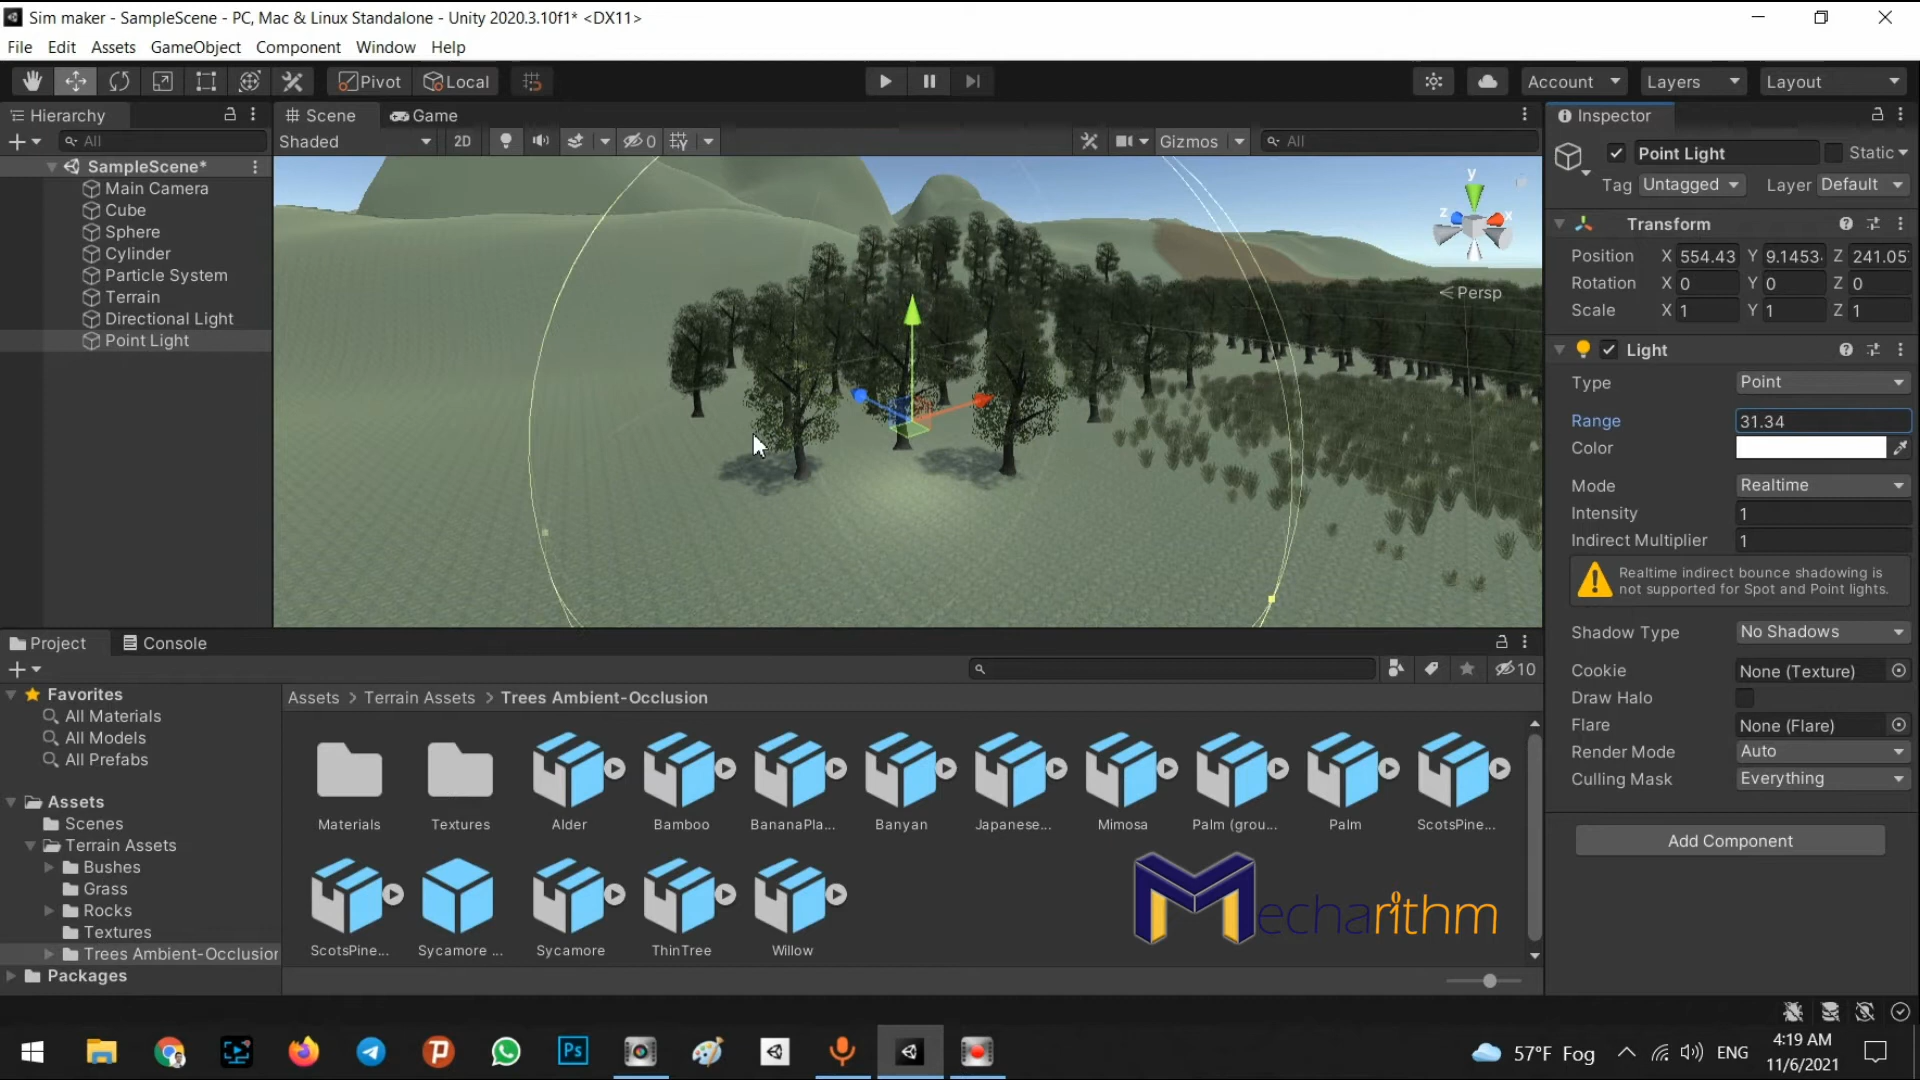 Sim maker - SampleScene - PC, Mac & Linux Standalone - Unity 2020.3.10f1* <DX11>
File Edit Assets GameObject Component Window Help
Pivot Local Account Layers Layout
Hierarchy
All
SampleScene*
Main Camera
Cube
Sphere
Cylinder
Particle System
Terrain
Directional Light
Point Light
Scene Game
Shaded 2D 0 Gizmos All
y
z x
Persp
Inspector
Point Light Static
Tag Untagged Layer Default
Transform
Position X 554.43 Y 9.1453 Z 241.05
Rotation X 0 Y 0 Z 0
Scale X 1 Y 1 Z 1
Light
Type Point
Range 31.34
Color
Mode Realtime
Intensity 1
Indirect Multiplier 1
Realtime indirect bounce shadowing is
not supported for Spot and Point lights.
Shadow Type No Shadows
Cookie None (Texture)
Draw Halo
Flare None (Flare)
Render Mode Auto
Culling Mask Everything
Add Component
Project Console
10
Favorites
All Materials
All Models
All Prefabs
Assets
Scenes
Terrain Assets
Bushes
Grass
Rocks
Textures
Trees Ambient-Occlusion
Packages
Assets > Terrain Assets > Trees Ambient-Occlusion
Materials Textures Alder Bamboo BananaPla... Banyan Japanese... Mimosa Palm (grou... Palm ScotsPine...
ScotsPine... Sycamore ... Sycamore ThinTree Willow
Mecharithm
Ps
57°F Fog ENG
4:19 AM
11/6/2021